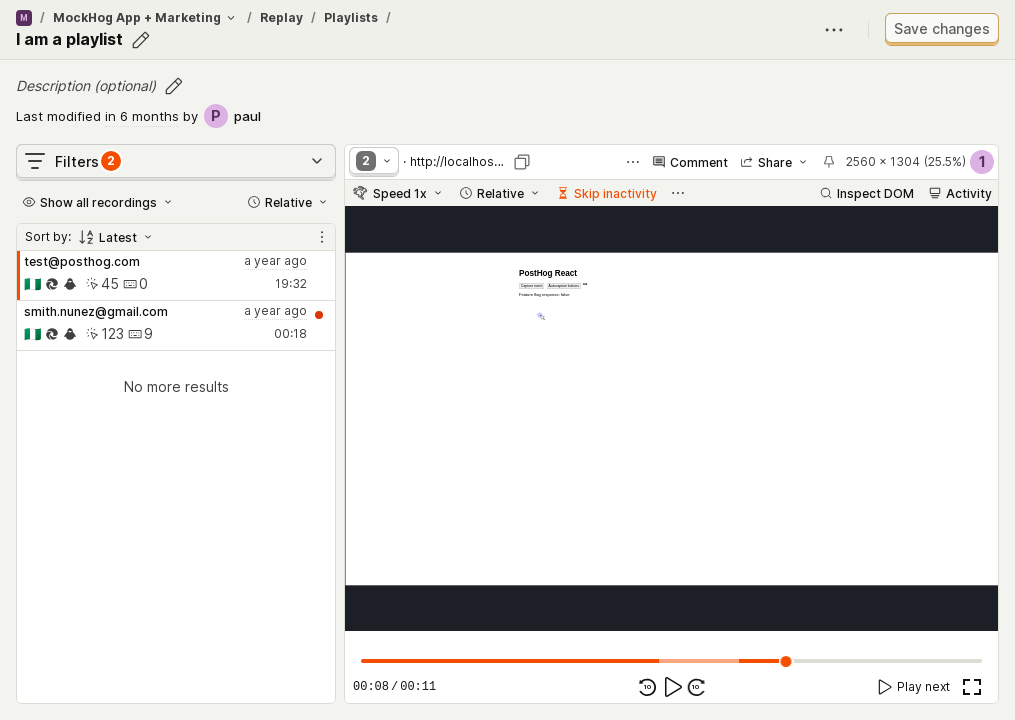 M / MockHog App + Marketing / Replay / Playlists /
I am a playlist
Save changes
Description (optional)
Last modified in 6 months by P paul
Filters 2
Show all recordings Relative
Sort by: Latest
test@posthog.com a year ago
45 0 19:32
smith.nunez@gmail.com a year ago
123 9 00:18
No more results
2 · http://localhos... Comment Share 2560 × 1304 (25.5%) 1
Speed 1x Relative Skip inactivity Inspect DOM Activity
PostHog React
Capture event Autocapture buttons
Feature flag response: false
00:08/00:11 10 10 Play next